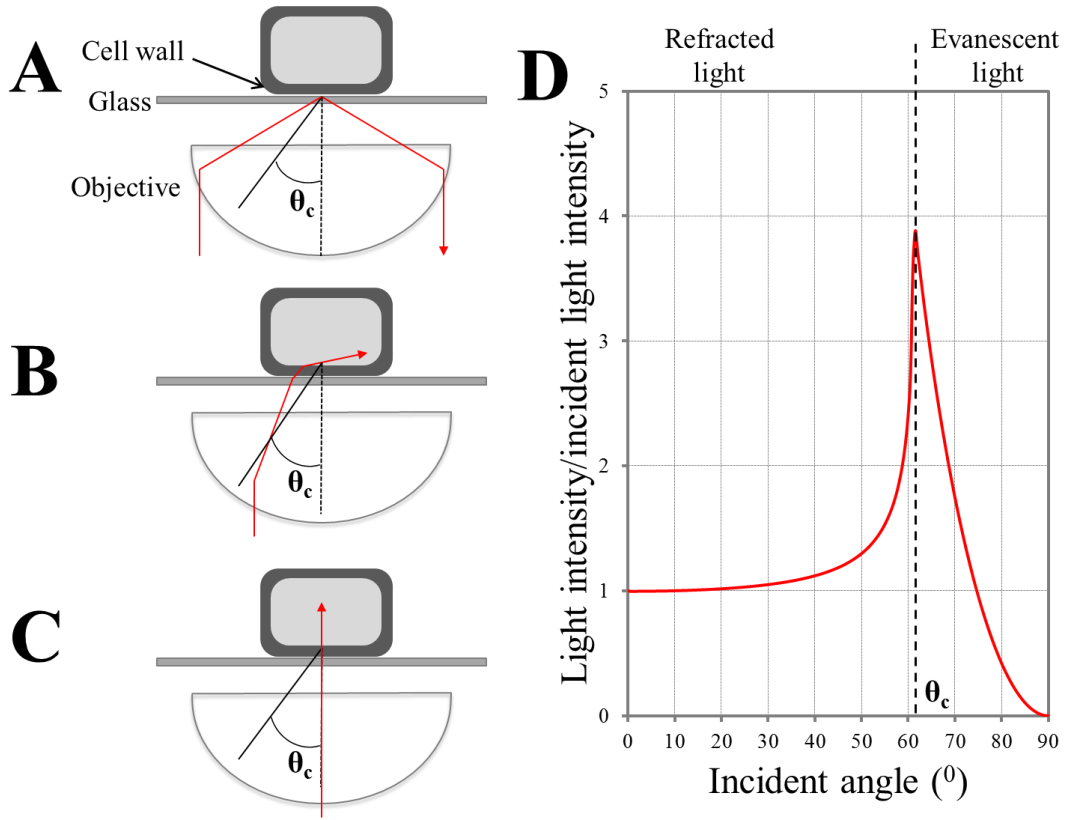 A
Cell wall
Glass
Objective
θc
B
θc
C
θc
D
Refracted
light
Evanescent
light
Light intensity/incident light intensity
5
4
3
2
1
0
θc
0 10 20 30 40 50 60 70 80 90
Incident angle (⁰)